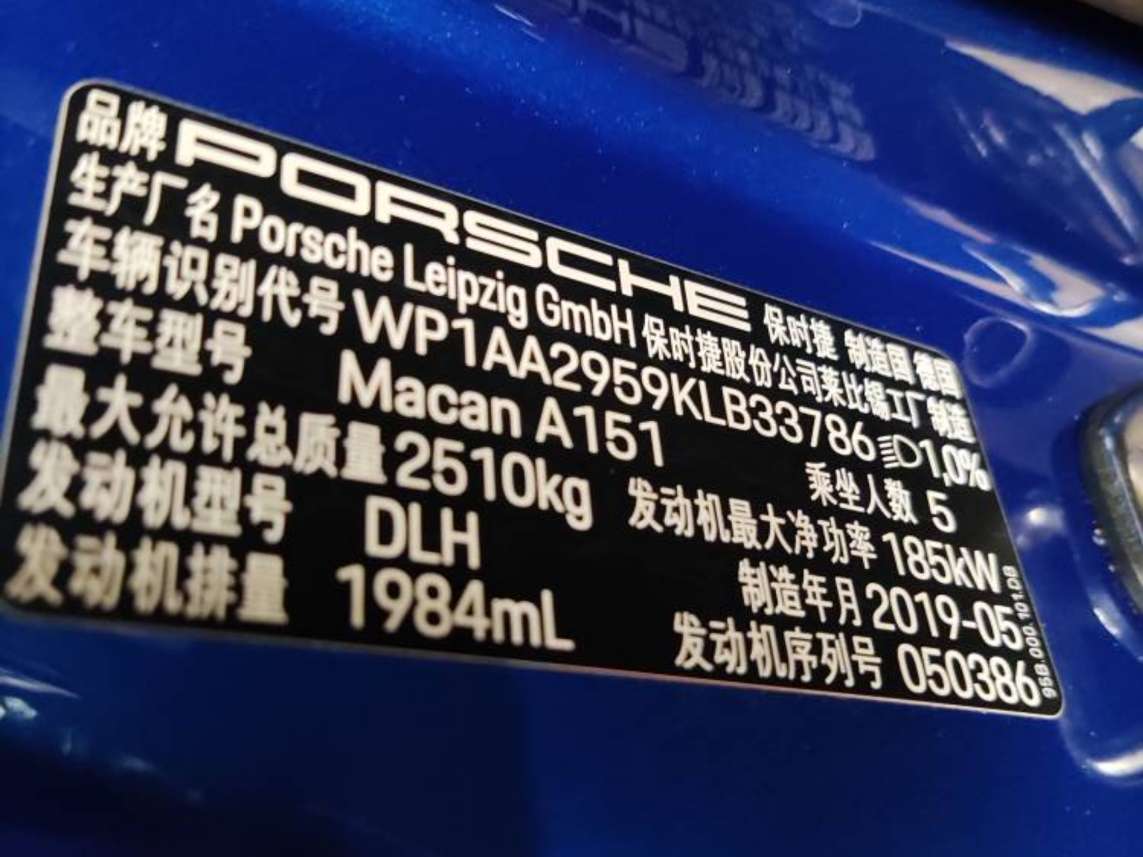 品牌 PORSCHE 保时捷 制造国 德国
生产厂名 Porsche Leipzig GmbH 保时捷股份公司莱比锡工厂制造
车辆识别代号 WP1AA2959KLB33786 1,0%
整车型号 Macan A151 乘坐人数 5
最大允许总质量 2510kg 发动机最大净功率 185kW
发动机型号 DLH 制造年月 2019-05
发动机排量 1984mL 发动机序列号 050386
95B.000.101.DB